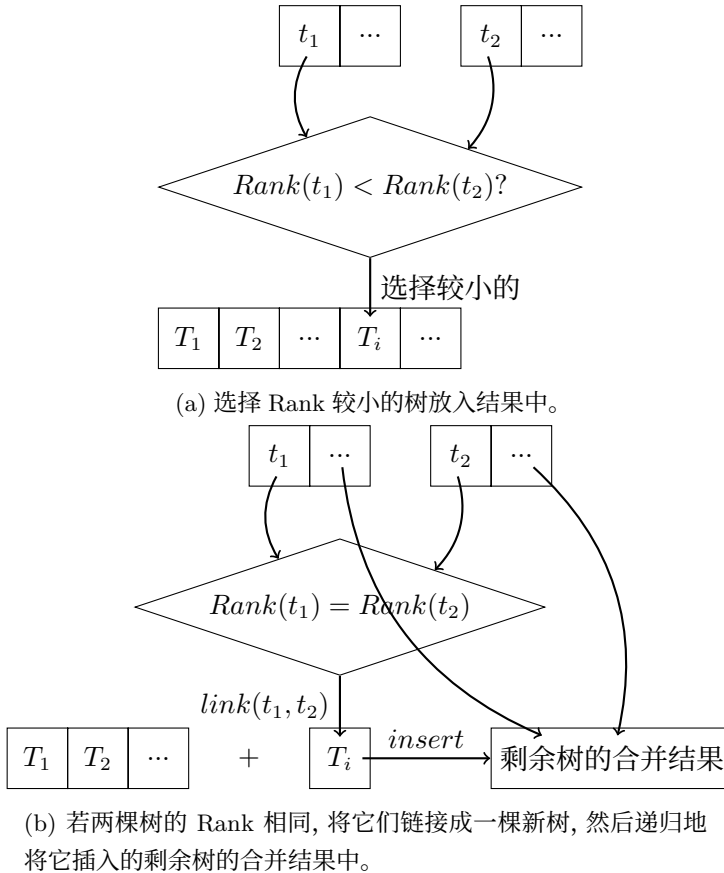 t₁ ...
t₂ ...
Rank(t₁) < Rank(t₂)?
选择较小的
T₁ T₂ ... Tᵢ ...
(a) 选择 Rank 较小的树放入结果中。
t₁ ...
t₂ ...
Rank(t₁) = Rank(t₂)
link(t₁, t₂)
T₁ T₂ ... + Tᵢ insert 剩余树的合并结果
(b) 若两棵树的 Rank 相同, 将它们链接成一棵新树, 然后递归地
将它插入的剩余树的合并结果中。